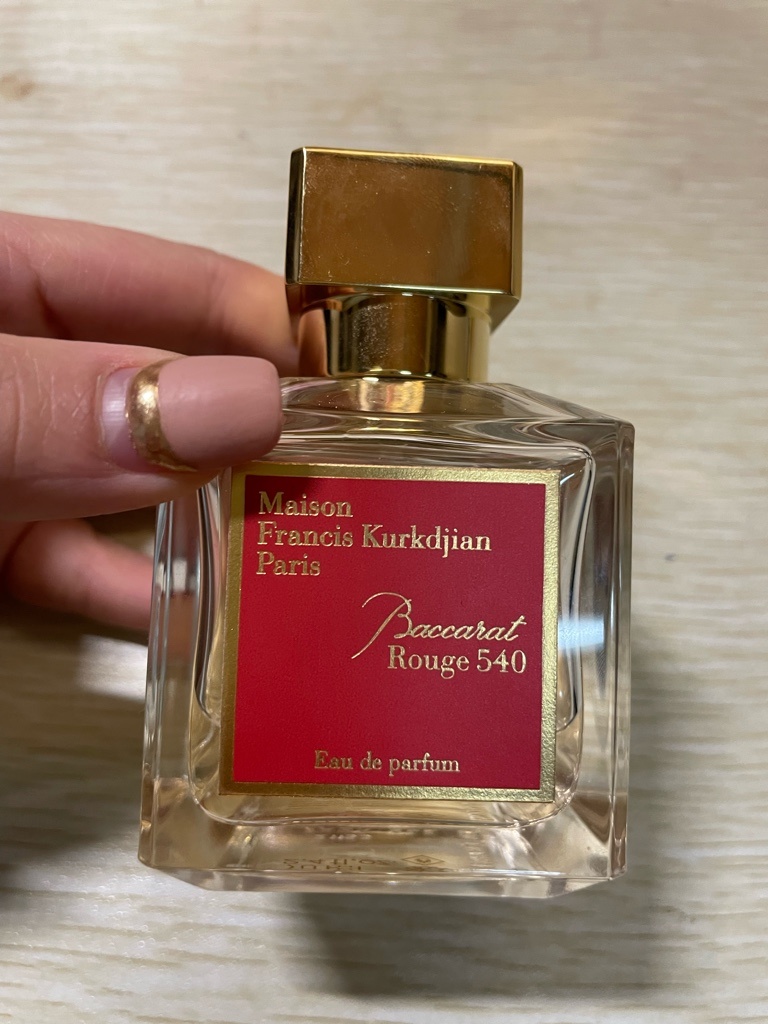 Maison
Francis Kurkdjian
Paris
Baccarat
Rouge 540
Eau de parfum